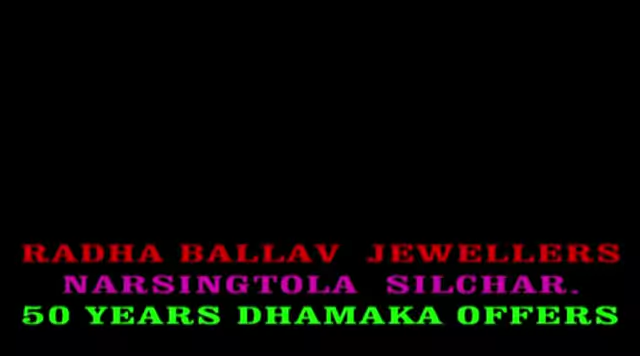 RADHA BALLAV JEWELLERS
NARSINGTOLA SILCHAR.
50 YEARS DHAMAKA OFFERS